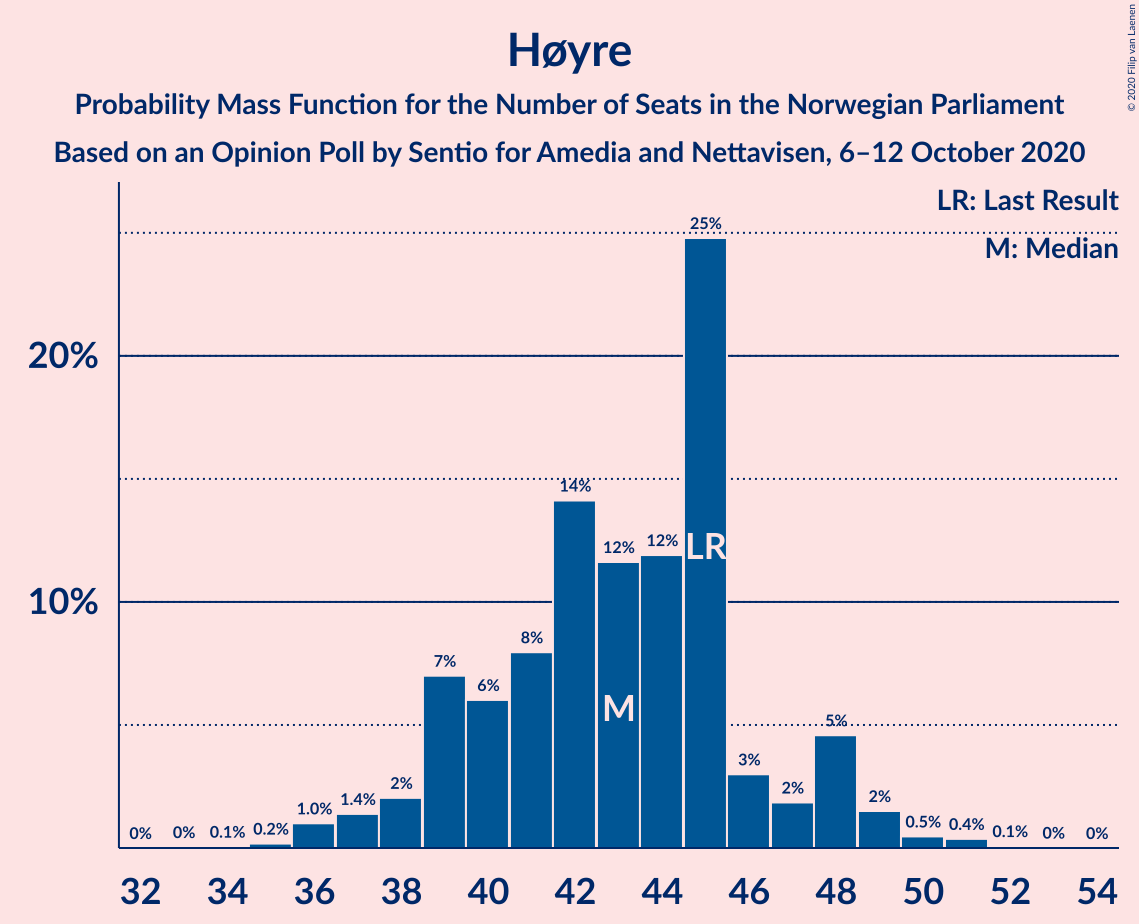 Høyre
Probability Mass Function for the Number of Seats in the Norwegian Parliament
Based on an Opinion Poll by Sentio for Amedia and Nettavisen, 6–12 October 2020
© 2020 Filip van Laenen
LR: Last Result
M: Median
20%
10%
0% 0% 0.1% 0.2% 1.0% 1.4% 2% 7% 6% 8% 14% 12% 12% 25% 3% 2% 5% 2% 0.5% 0.4% 0.1% 0% 0%
LR
M
32 34 36 38 40 42 44 46 48 50 52 54